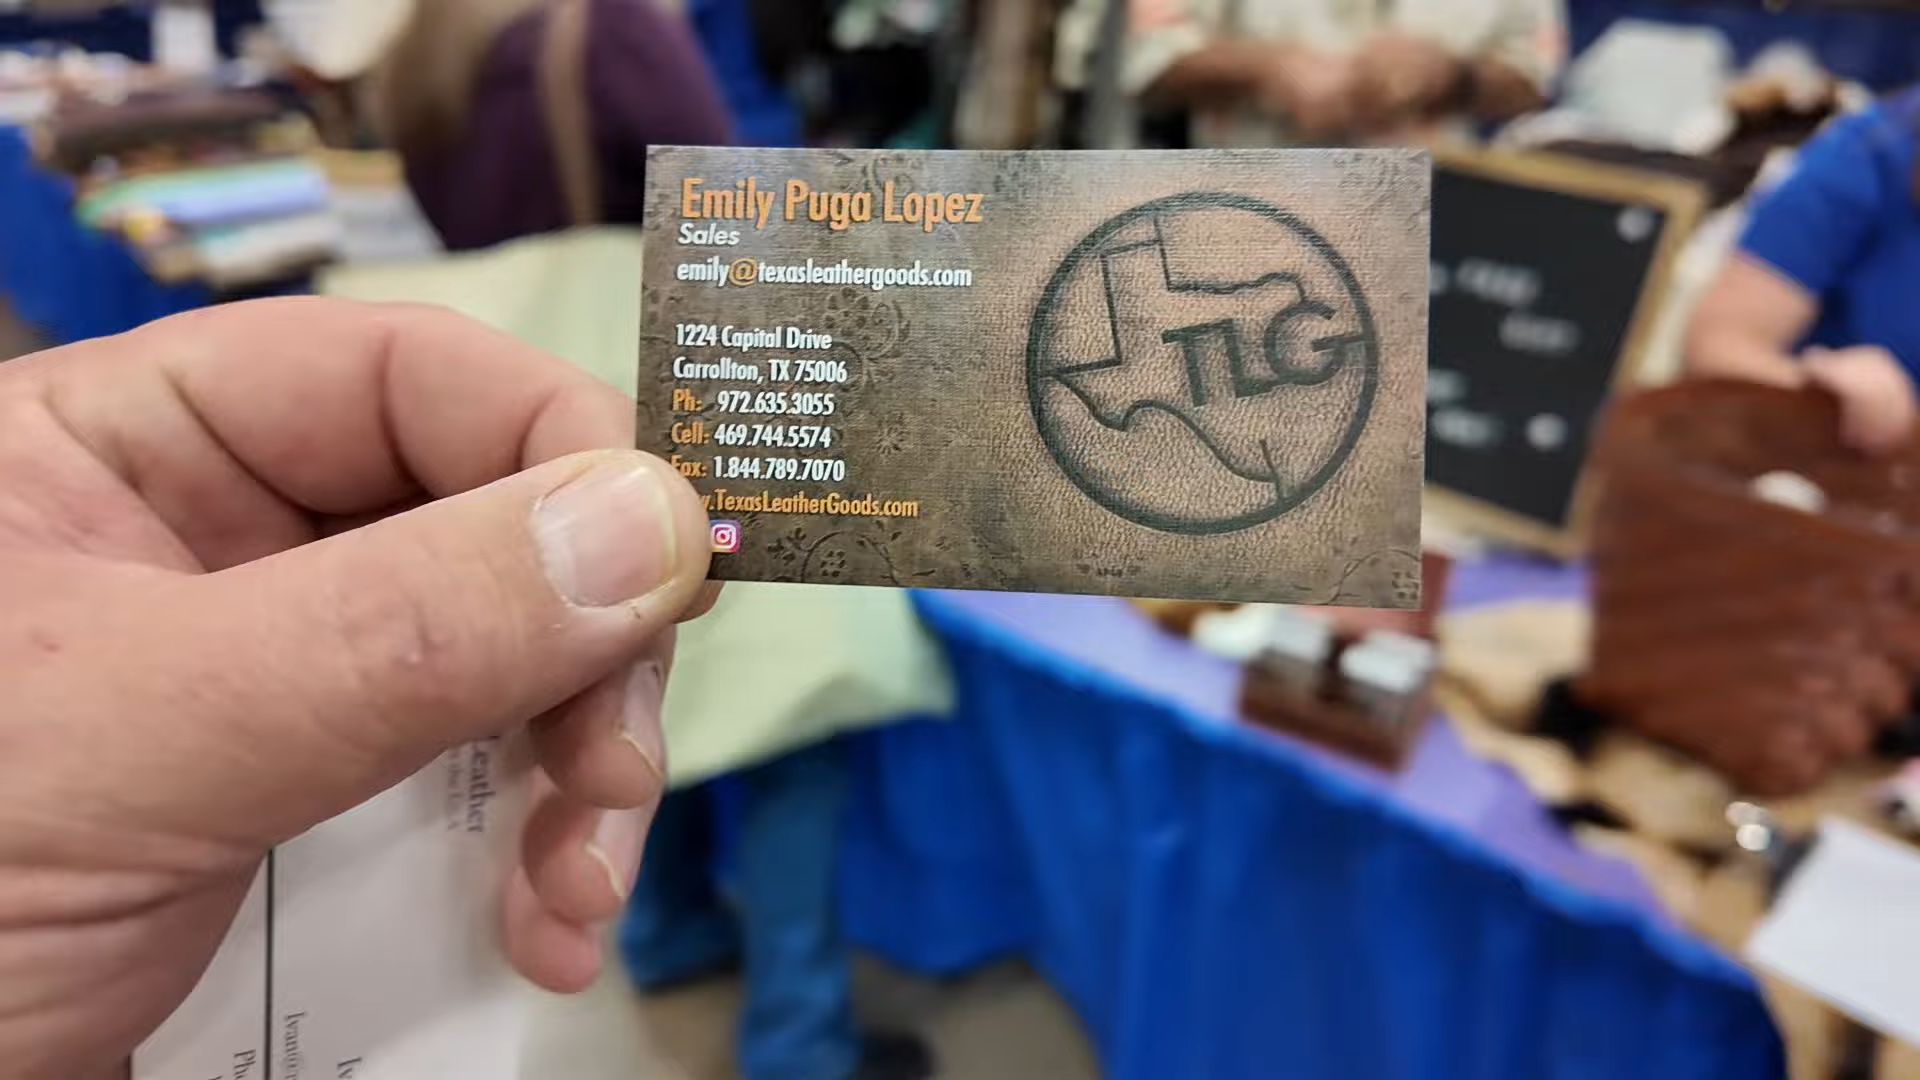 Emily Puga Lopez
Sales
emily@texasleathergoods.com
1224 Capital Drive
Carrollton, TX 75006
Ph: 972.635.3055
Cell: 469.744.5574
Fax: 1.844.789.7070
.TexasLeatherGoods.com
TLG
Leather